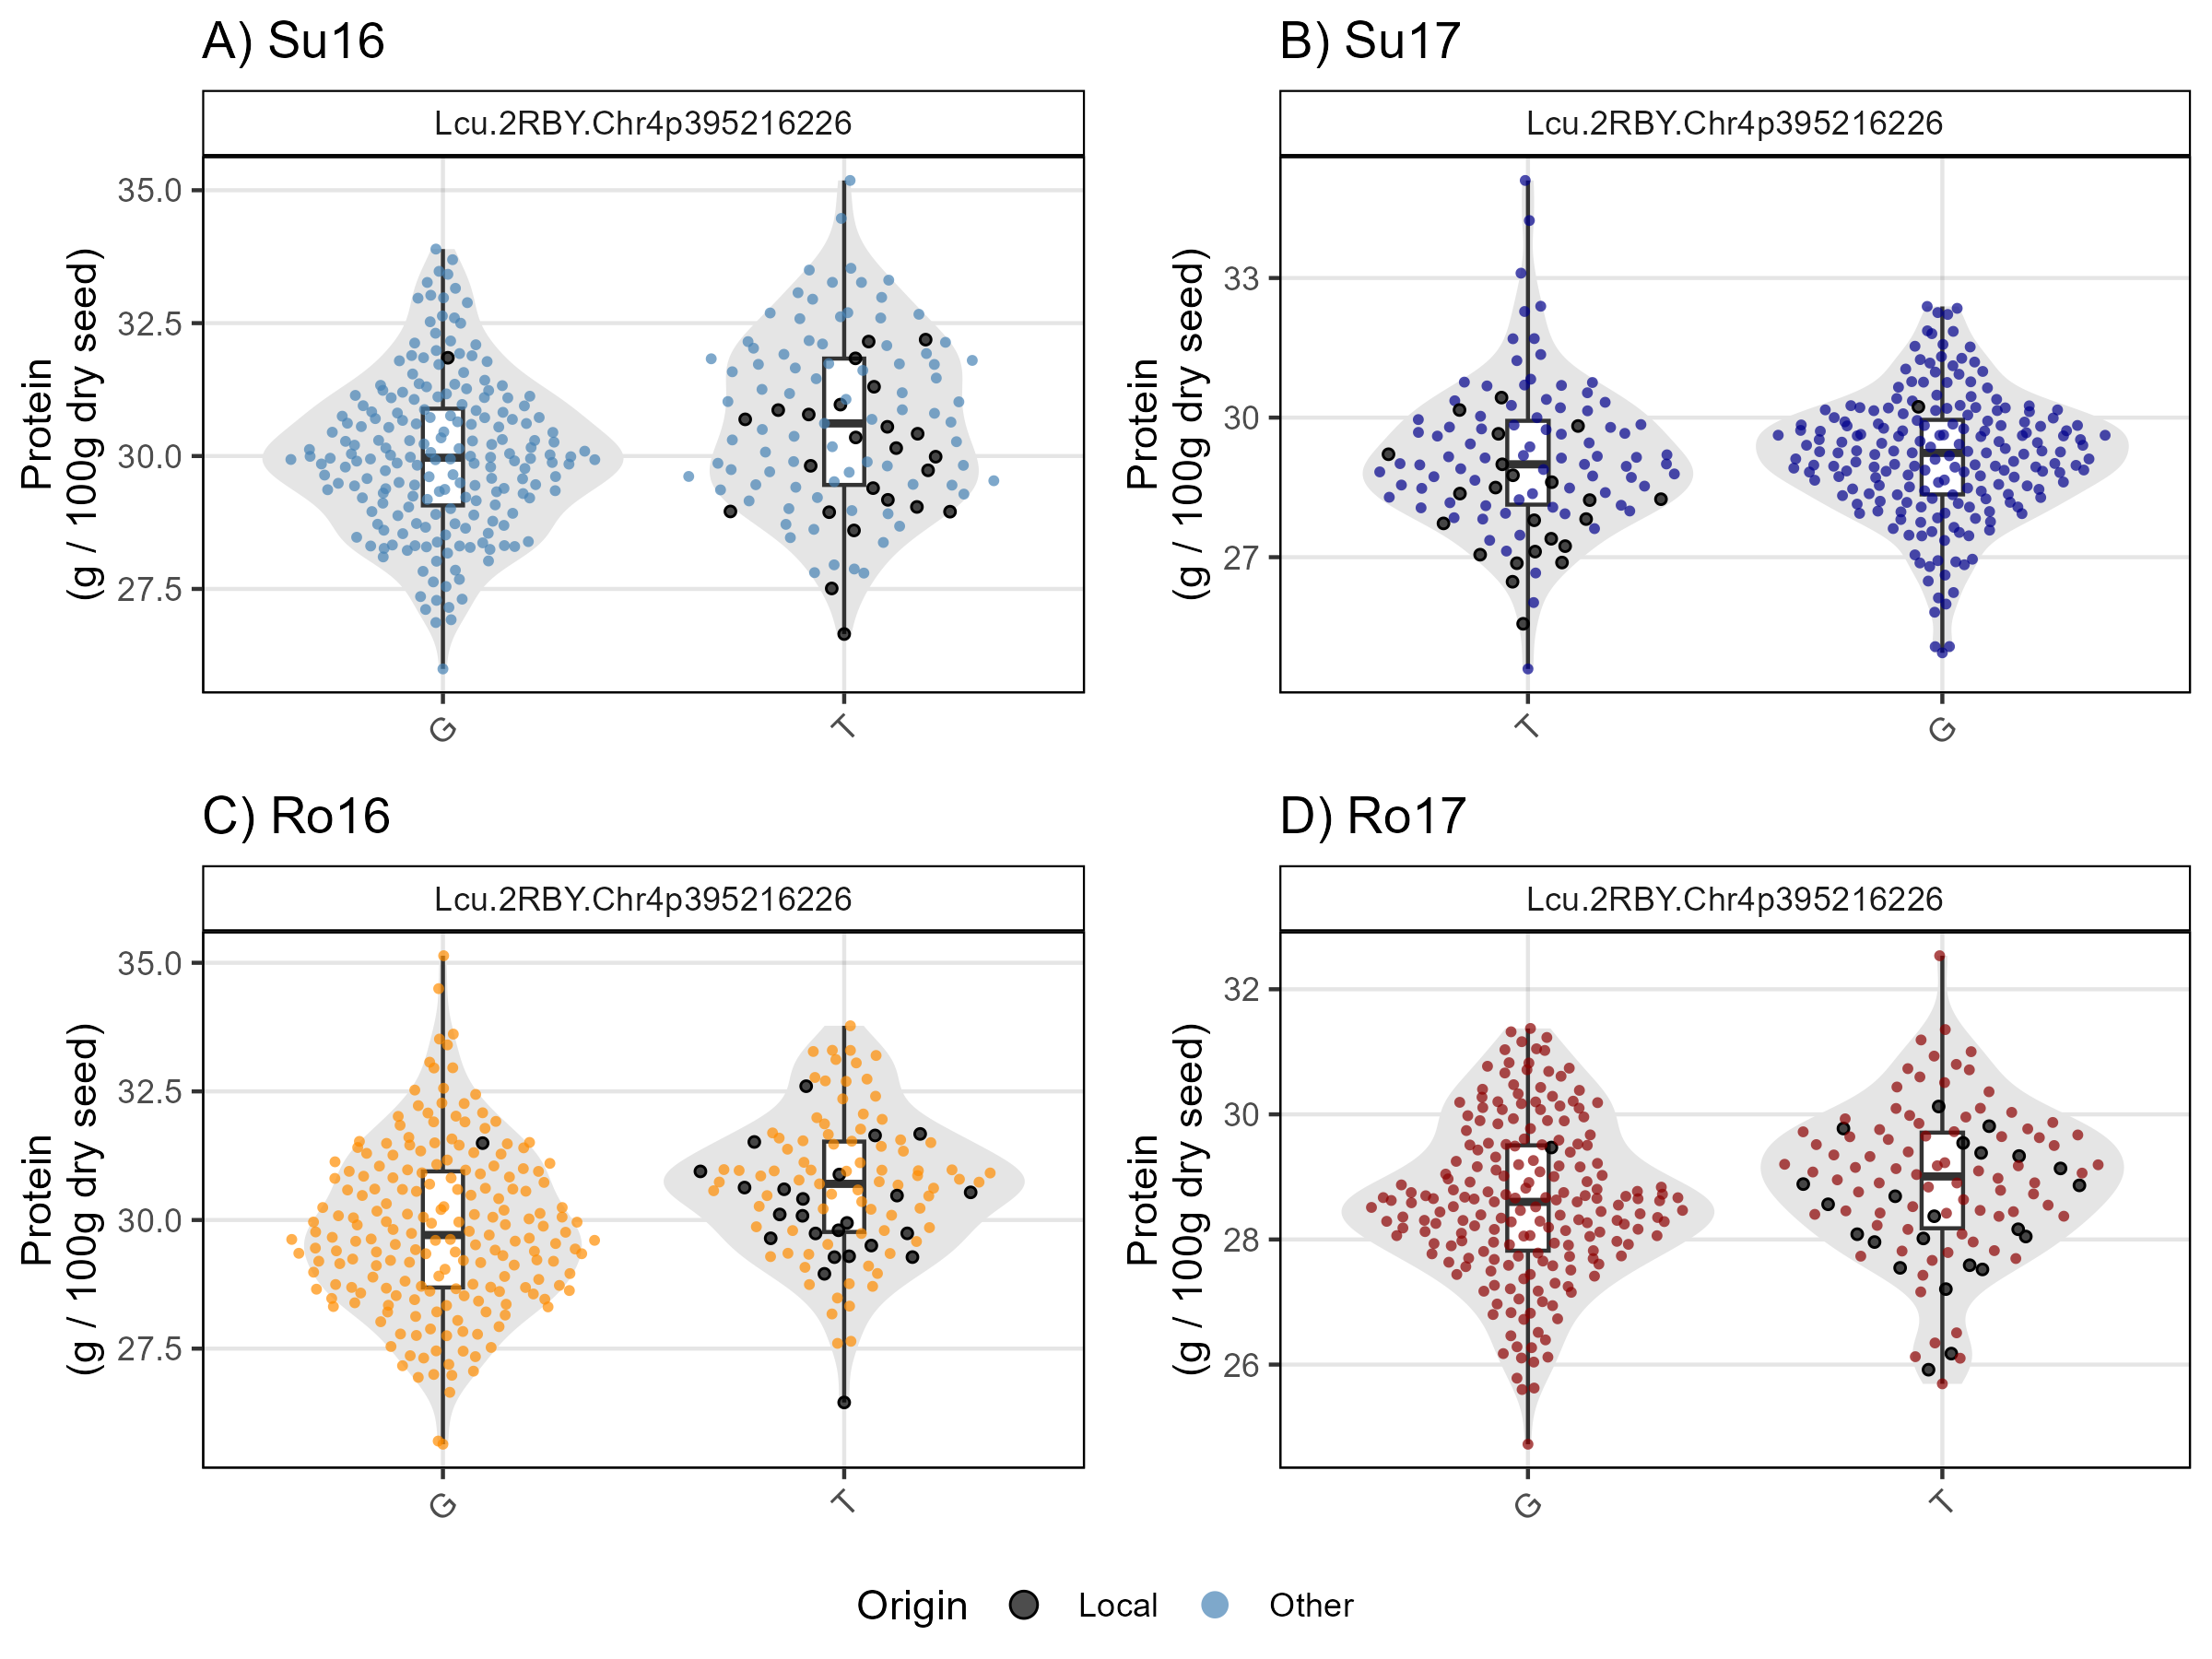 A) Su16
Lcu.2RBY.Chr4p395216226
Protein
(g / 100g dry seed)
35.0
32.5
30.0
27.5
G
T
B) Su17
Lcu.2RBY.Chr4p395216226
Protein
(g / 100g dry seed)
33
30
27
T
G
C) Ro16
Lcu.2RBY.Chr4p395216226
Protein
(g / 100g dry seed)
35.0
32.5
30.0
27.5
G
T
D) Ro17
Lcu.2RBY.Chr4p395216226
Protein
(g / 100g dry seed)
32
30
28
26
G
T
Origin Local Other